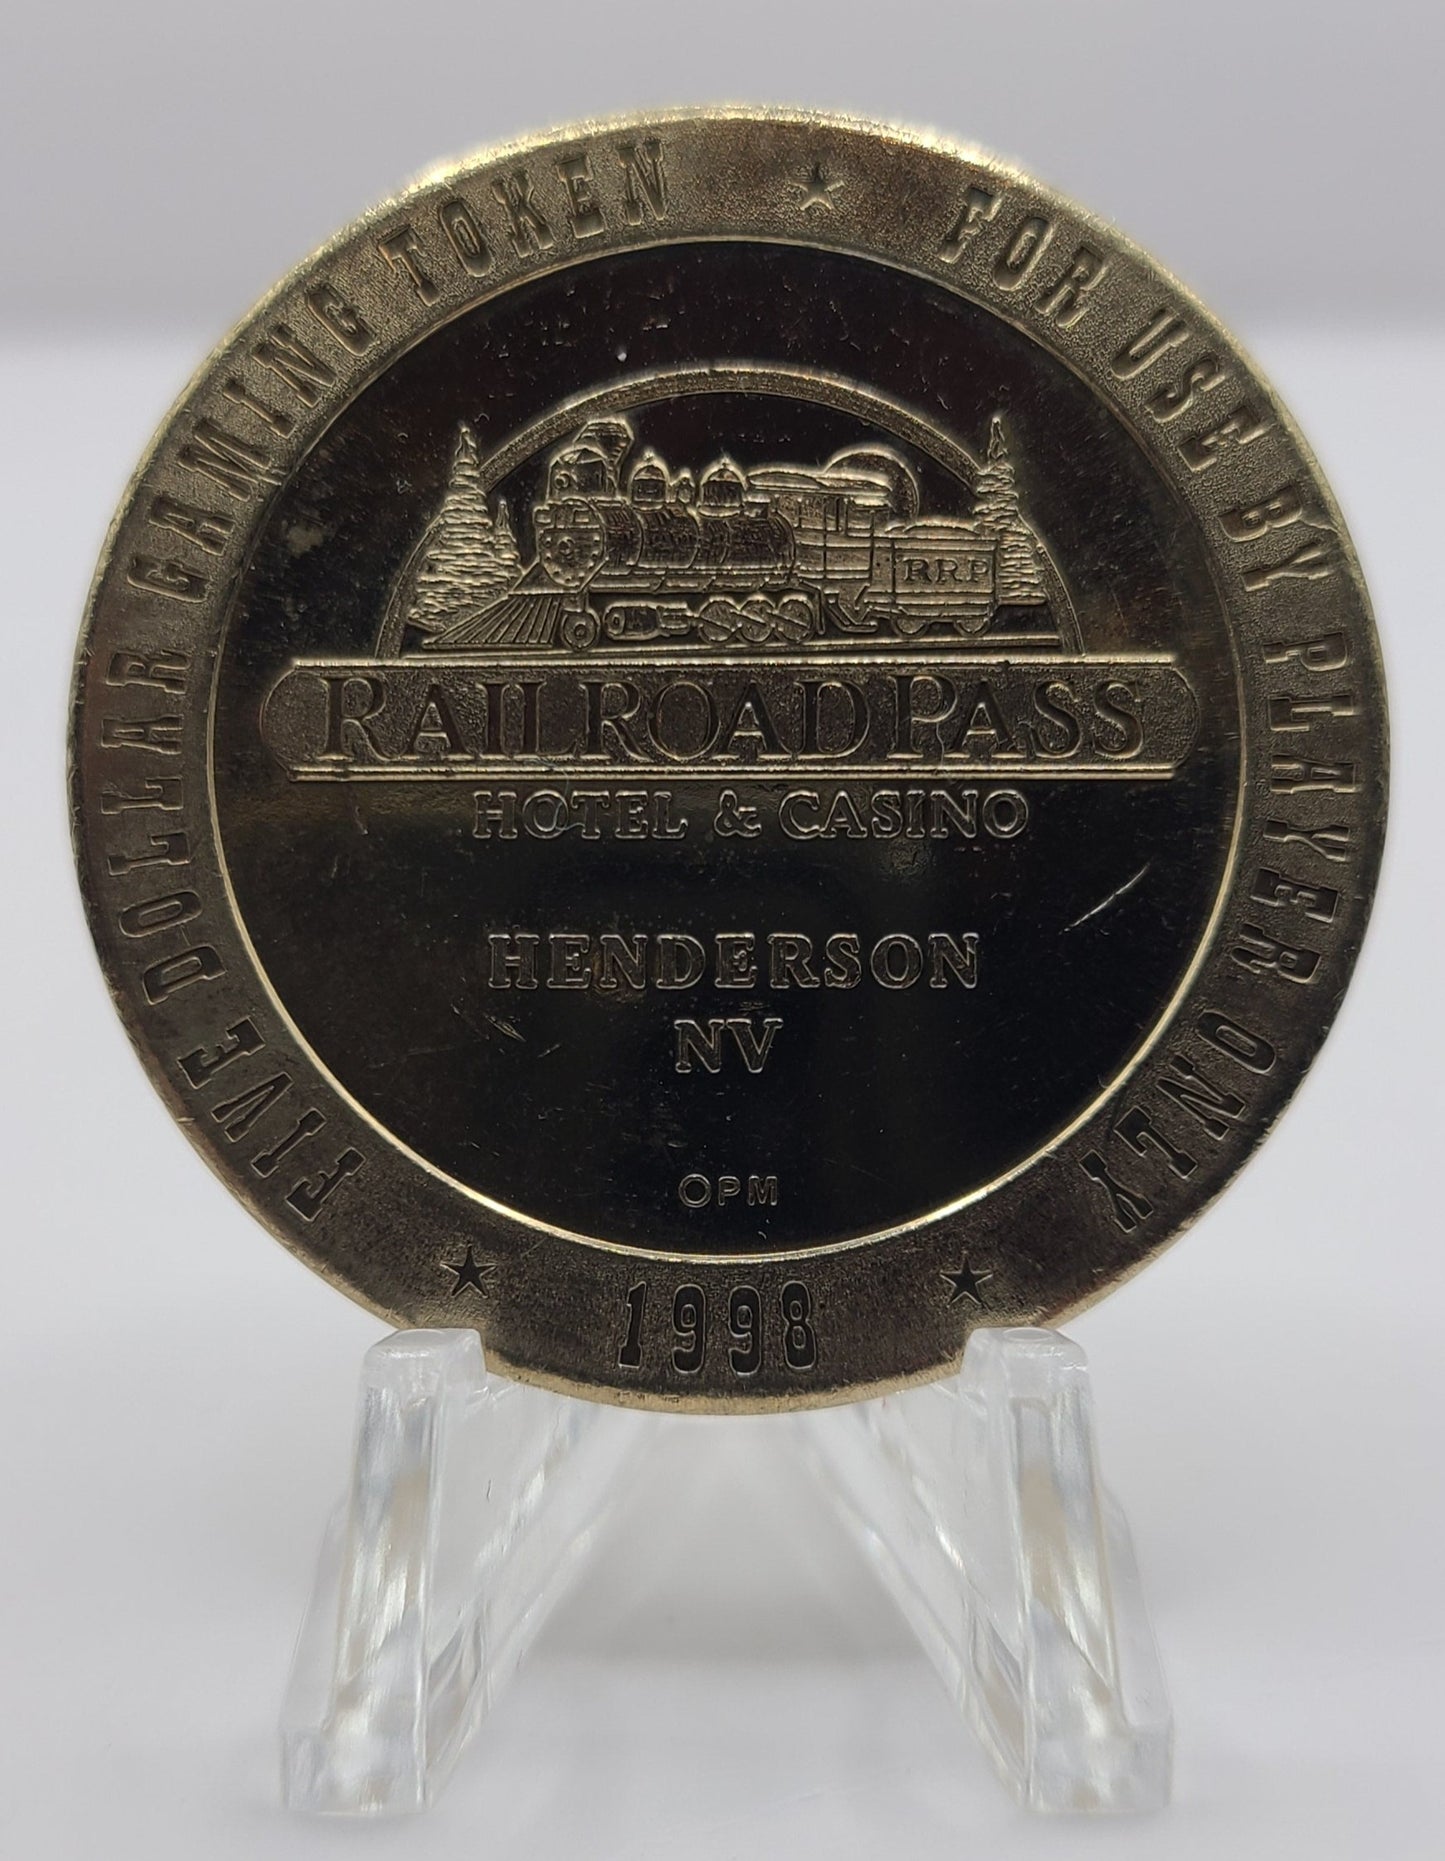 FIVE DOLLAR GAMING TOKEN ★ FOR USE BY PLAYER ONLY
RRP
RAILROAD PASS
HOTEL & CASINO
HENDERSON
NV
OPM
★ 1998 ★